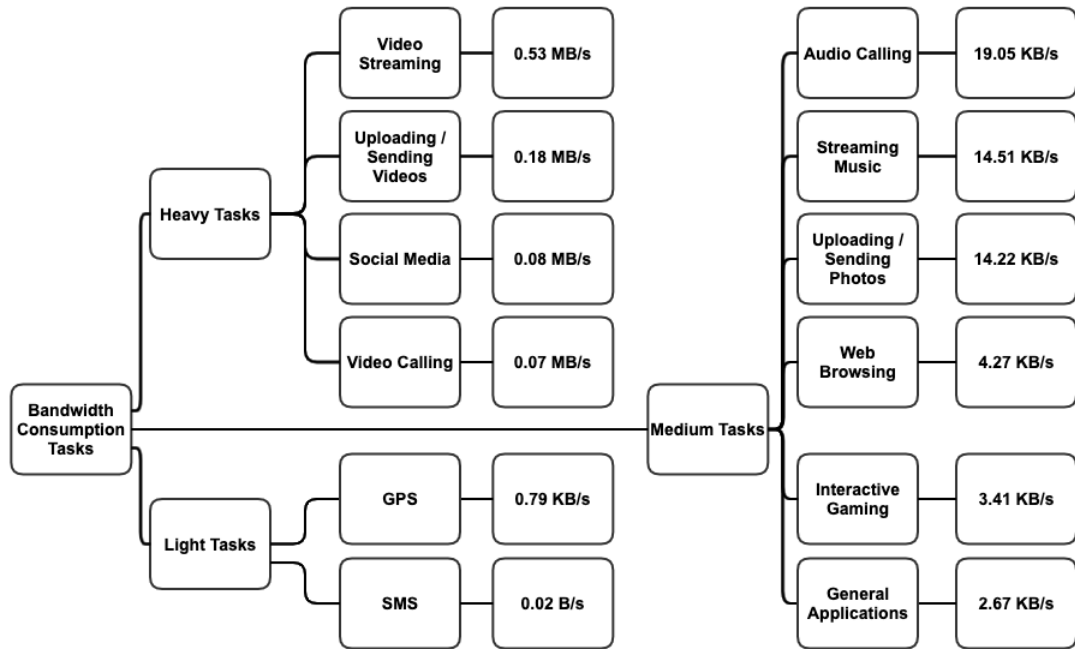 Bandwidth
Consumption
Tasks
Heavy Tasks
Video
Streaming
0.53 MB/s
Uploading /
Sending
Videos
0.18 MB/s
Social Media
0.08 MB/s
Video Calling
0.07 MB/s
Light Tasks
GPS
0.79 KB/s
SMS
0.02 B/s
Medium Tasks
Audio Calling
19.05 KB/s
Streaming
Music
14.51 KB/s
Uploading /
Sending
Photos
14.22 KB/s
Web
Browsing
4.27 KB/s
Interactive
Gaming
3.41 KB/s
General
Applications
2.67 KB/s